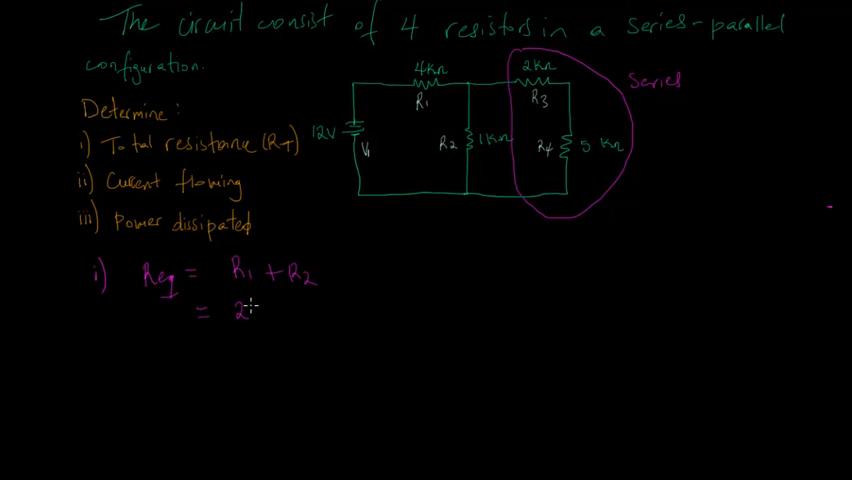 The circuit consist of 4 resistors in a series-parallel
configuration.
Determine:
i) Total resistance (RT)
ii) Current flowing
iii) Power dissipated
4KΩ
R1
12V
V1
R2
1KΩ
2KΩ
R3
R4
5 KΩ
Series
i) Req = R1 + R2
= 2